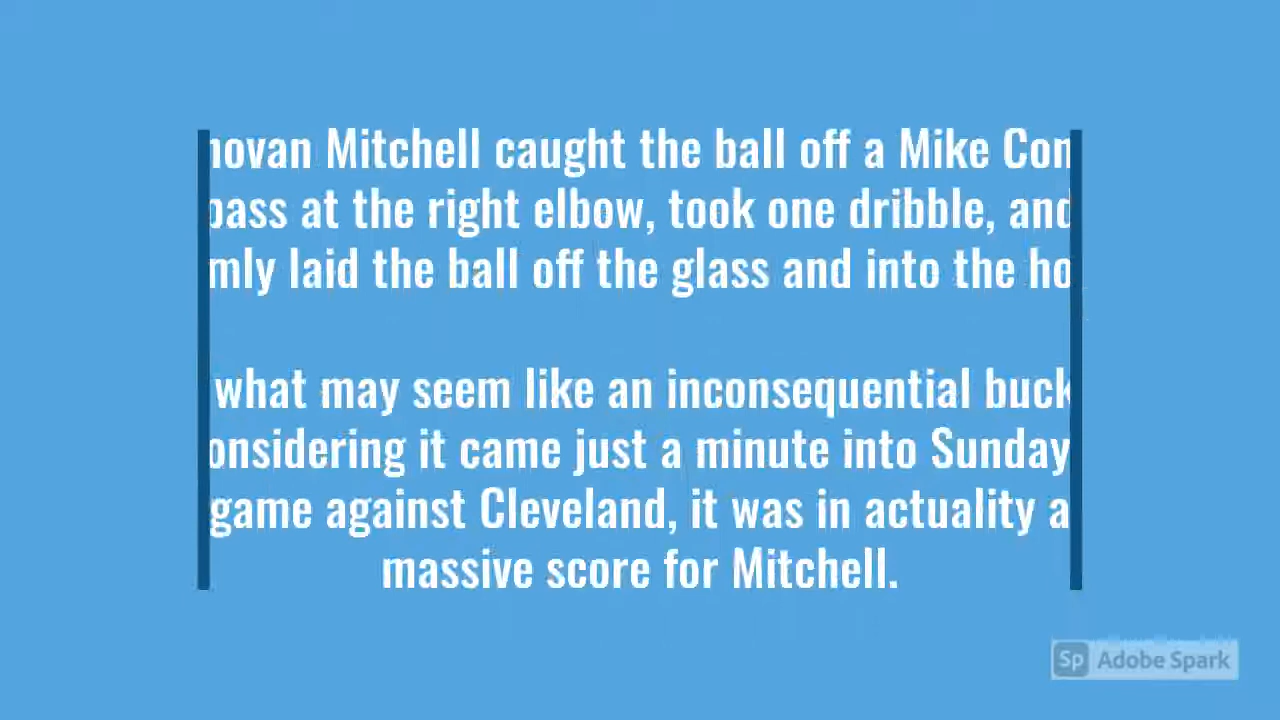 novan Mitchell caught the ball off a Mike Con
pass at the right elbow, took one dribble, and
mly laid the ball off the glass and into the ho
what may seem like an inconsequential buck
onsidering it came just a minute into Sunday
game against Cleveland, it was in actuality a
massive score for Mitchell.
Sp Adobe Spark